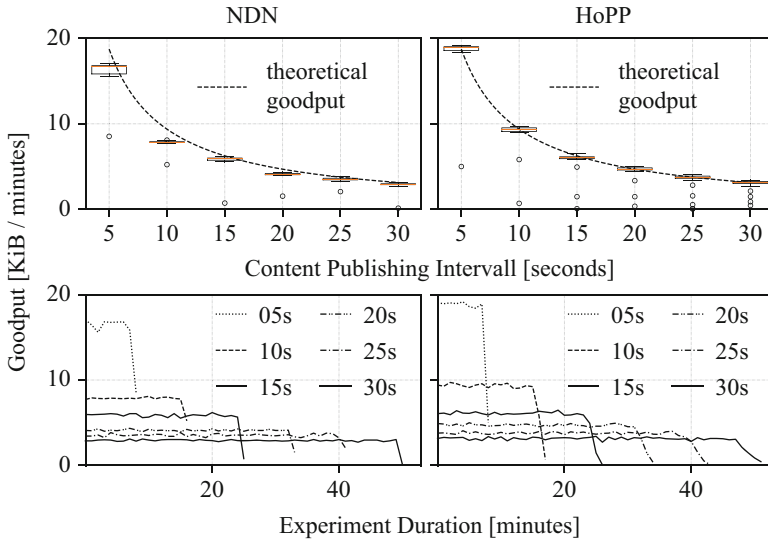 NDN
HoPP
20
10
0
theoretical
goodput
theoretical
goodput
5 10 15 20 25 30
5 10 15 20 25 30
Content Publishing Intervall [seconds]
Goodput [KiB / minutes]
20
10
0
05s 20s
10s 25s
15s 30s
05s 20s
10s 25s
15s 30s
20 40
20 40
Experiment Duration [minutes]